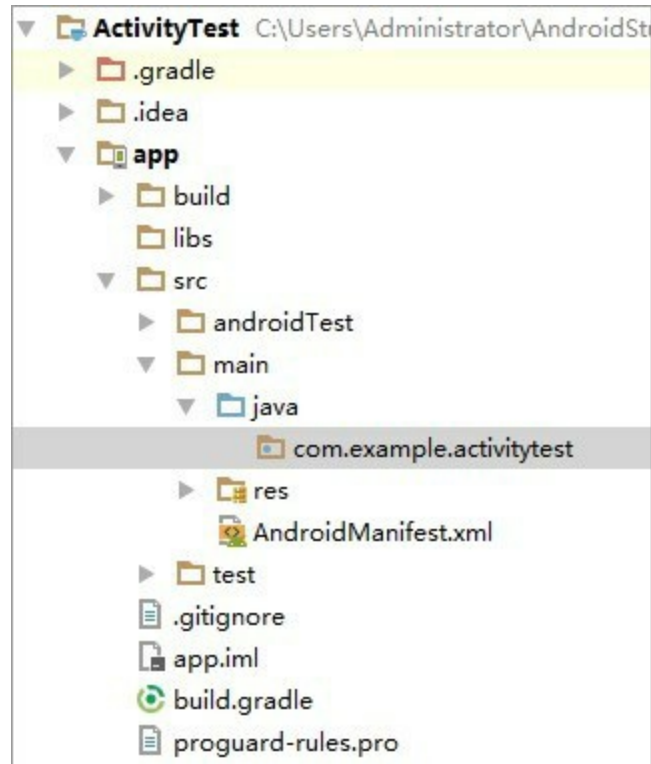 ActivityTest C:\Users\Administrator\AndroidStu
.gradle
.idea
app
build
libs
src
androidTest
main
java
com.example.activitytest
res
AndroidManifest.xml
test
.gitignore
app.iml
build.gradle
proguard-rules.pro